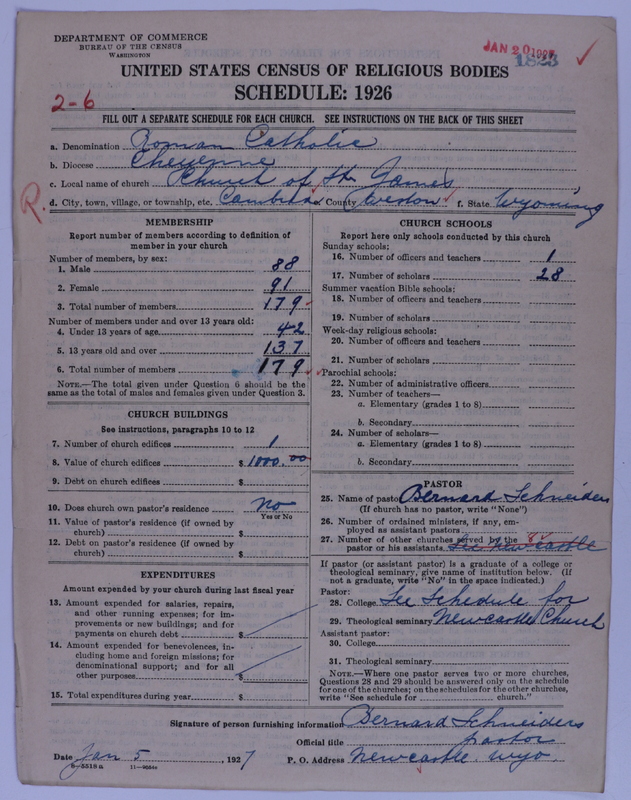 DEPARTMENT OF COMMERCE
BUREAU OF THE CENSUS
WASHINGTON
JAN 20 1927
1823
UNITED STATES CENSUS OF RELIGIOUS BODIES
SCHEDULE: 1926
2-6
FILL OUT A SEPARATE SCHEDULE FOR EACH CHURCH. SEE INSTRUCTIONS ON THE BACK OF THIS SHEET
a. Denomination Roman Catholic
b. Diocese Cheyenne
c. Local name of church Church of St. James
R. d. City, town, village, or township, etc. Cambria e. County Weston f. State Wyoming
MEMBERSHIP
Report number of members according to definition of
member in your church
Number of members, by sex:
1. Male 88
2. Female 91
3. Total number of members 179
Number of members under and over 13 years old:
4. Under 13 years of age 42
5. 13 years old and over 137
6. Total number of members 179
NOTE.—The total given under Question 6 should be the
same as the total of males and females given under Question 3.
CHURCH BUILDINGS
See instructions, paragraphs 10 to 12
7. Number of church edifices 1
8. Value of church edifices $ 1000.00
9. Debt on church edifices $
10. Does church own pastor's residence No
Yes or No
11. Value of pastor's residence (if owned by
church) $
12. Debt on pastor's residence (if owned by
church) $
EXPENDITURES
Amount expended by your church during last fiscal year
13. Amount expended for salaries, repairs,
and other running expenses; for im-
provements or new buildings; and for
payments on church debt $
14. Amount expended for benevolences, in-
cluding home and foreign missions; for
denominational support; and for all
other purposes $
15. Total expenditures during year $
CHURCH SCHOOLS
Report here only schools conducted by this church
Sunday schools:
16. Number of officers and teachers 1
17. Number of scholars 28
Summer vacation Bible schools:
18. Number of officers and teachers
19. Number of scholars
Week-day religious schools:
20. Number of officers and teachers
21. Number of scholars
Parochial schools:
22. Number of administrative officers
23. Number of teachers—
a. Elementary (grades 1 to 8)
b. Secondary
24. Number of scholars—
a. Elementary (grades 1 to 8)
b. Secondary
PASTOR
25. Name of pastor Bernard Schneiders
(If church has no pastor, write "None")
26. Number of ordained ministers, if any, em-
ployed as assistant pastors
27. Number of other churches served by the
pastor or his assistants See Newcastle
If pastor (or assistant pastor) is a graduate of a college or
theological seminary, give name of institution below. (If
not a graduate, write "No" in the space indicated.)
Pastor:
28. College See Schedule for
29. Theological seminary Newcastle Church
Assistant pastor:
30. College
31. Theological seminary
NOTE.—Where one pastor serves two or more churches,
Questions 28 and 29 should be answered only on the schedule
for one of the churches; on the schedules for the other churches,
write "See schedule for church."
Signature of person furnishing information Bernard Schneiders
Official title pastor
Date Jan 5, 1927 P. O. Address Newcastle. Wyo.
8-5518 a